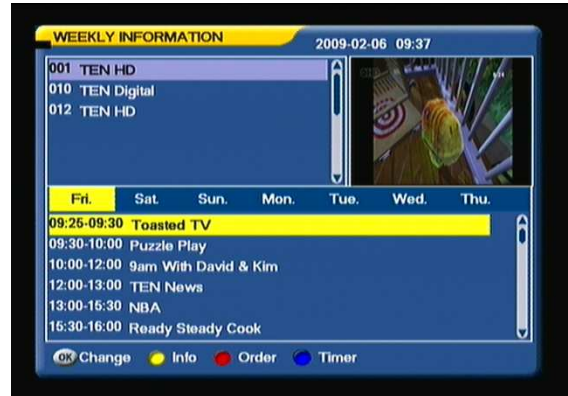 WEEKLY INFORMATION
2009-02-06 09:37
001 TEN HD
010 TEN Digital
012 TEN HD
Fri. Sat. Sun. Mon. Tue. Wed. Thu.
09:25-09:30 Toasted TV
09:30-10:00 Puzzle Play
10:00-12:00 9am With David & Kim
12:00-13:00 TEN News
13:00-15:30 NBA
15:30-16:00 Ready Steady Cook
OK Change Info Order Timer